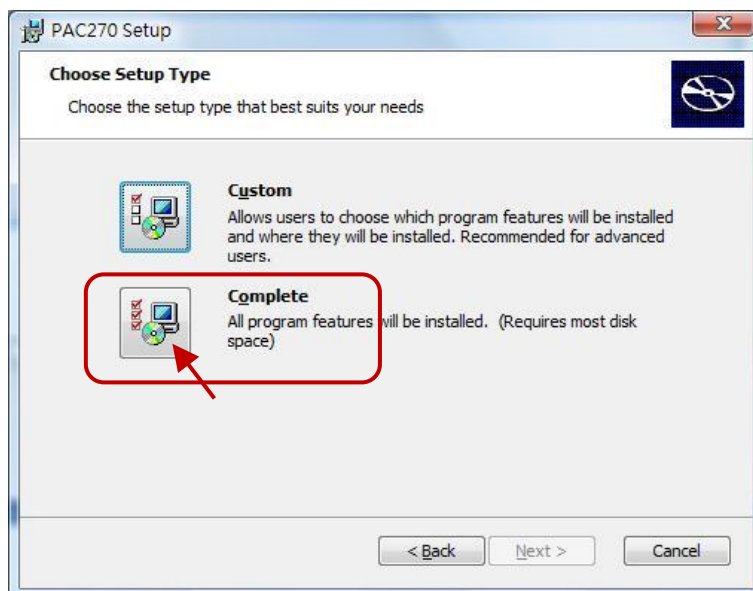 PAC270 Setup
Choose Setup Type
Choose the setup type that best suits your needs
Custom
Allows users to choose which program features will be installed
and where they will be installed. Recommended for advanced
users.
Complete
All program features will be installed. (Requires most disk
space)
< Back Next > Cancel